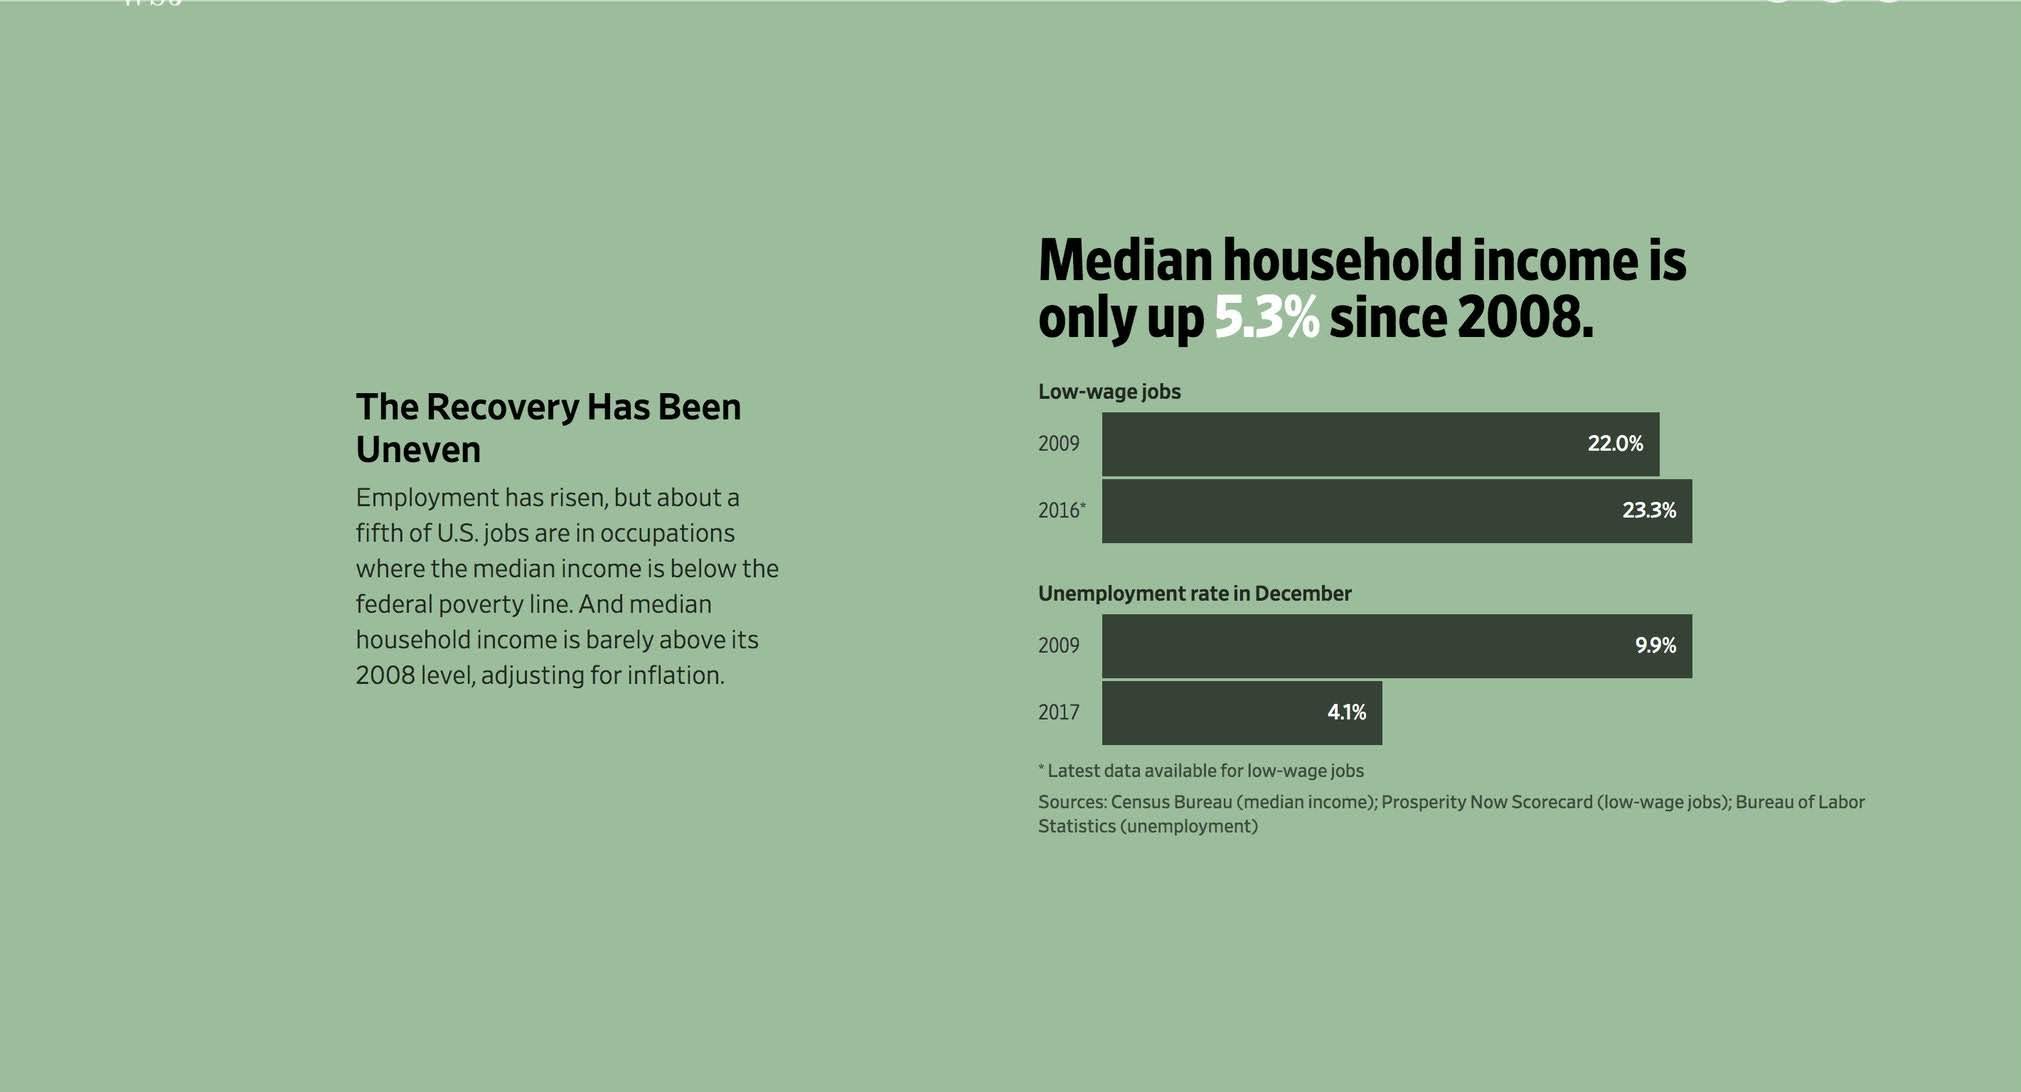 The Recovery Has Been
Uneven
Employment has risen, but about a
fifth of U.S. jobs are in occupations
where the median income is below the
federal poverty line. And median
household income is barely above its
2008 level, adjusting for inflation.
Median household income is
only up 5.3% since 2008.
Low-wage jobs
2009 22.0%
2016* 23.3%
Unemployment rate in December
2009 9.9%
2017 4.1%
* Latest data available for low-wage jobs
Sources: Census Bureau (median income); Prosperity Now Scorecard (low-wage jobs); Bureau of Labor
Statistics (unemployment)